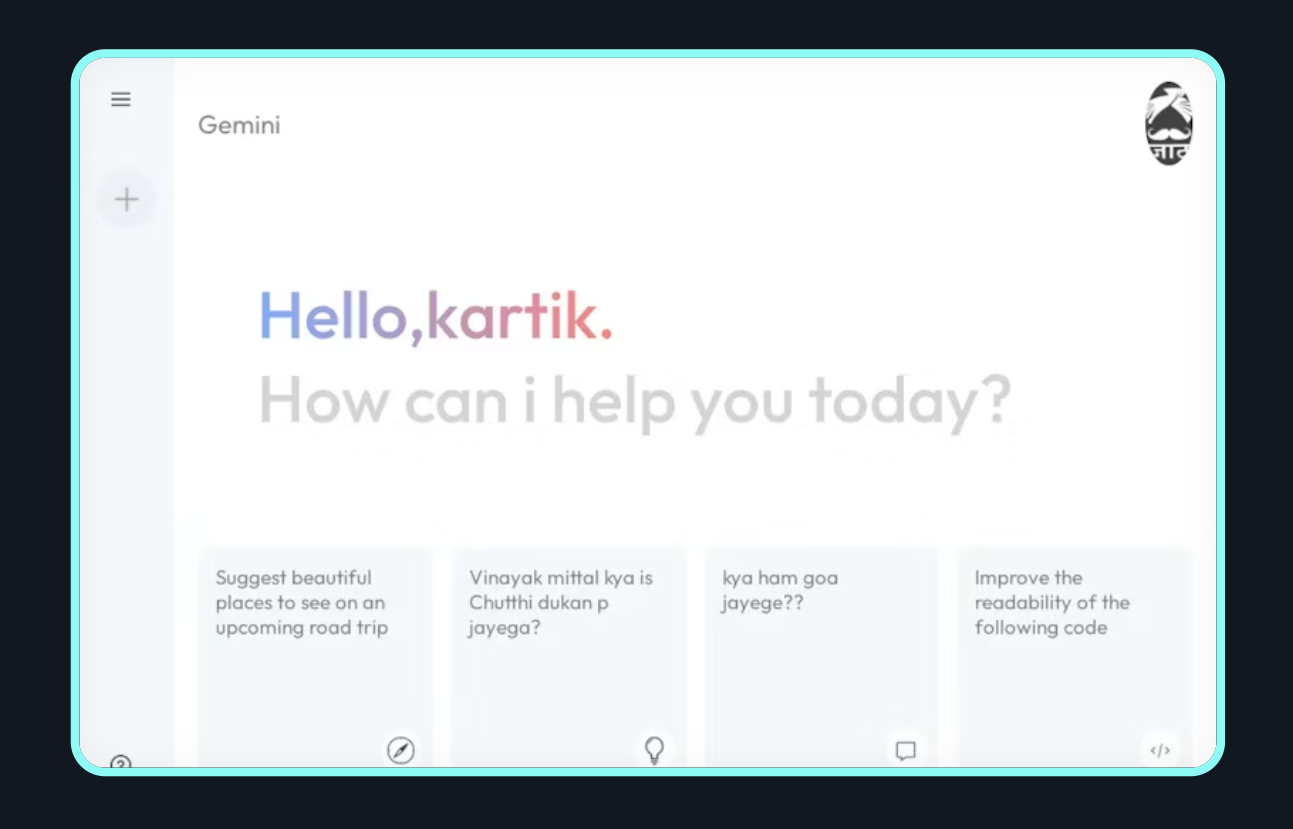 Gemini
जाट
Hello,kartik.
How can i help you today?
Suggest beautiful
places to see on an
upcoming road trip
Vinayak mittal kya is
Chutthi dukan p
jayega?
kya ham goa
jayege??
Improve the
readability of the
following code